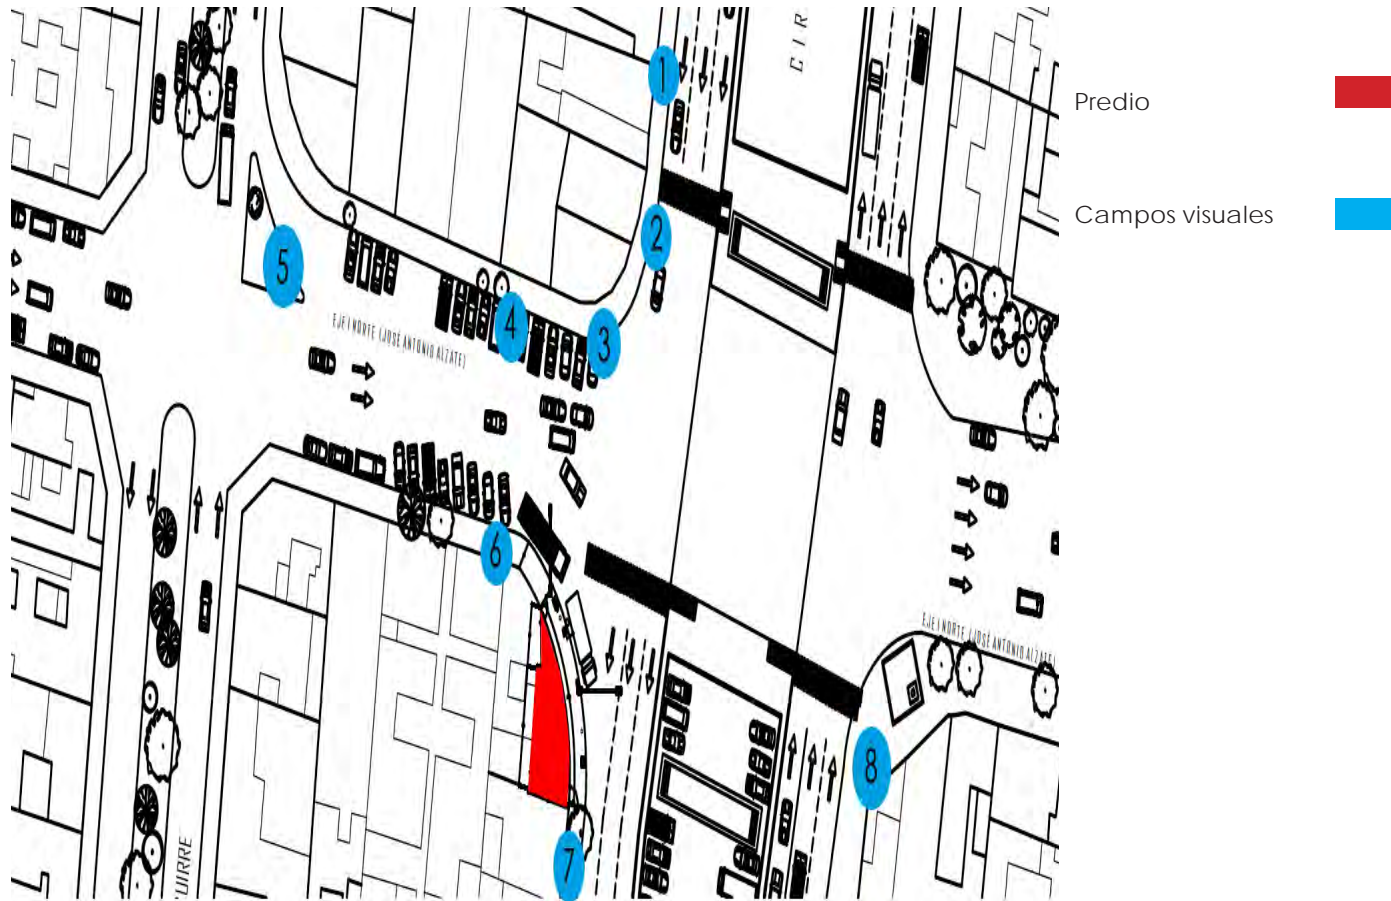 CIR
1
Predio
Campos visuales
2
5
4
3
EJE 1 NORTE (JOSÉ ANTONIO ALZATE)
6
EJE 1 NORTE (JOSÉ ANTONIO ALZATE)
8
7
UIRRE